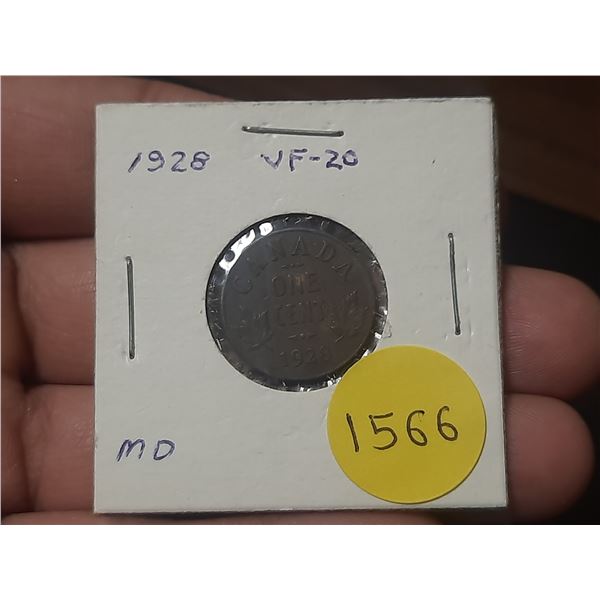 1928 VF-20
CANADA
ONE
CENT
1928
1566
MD